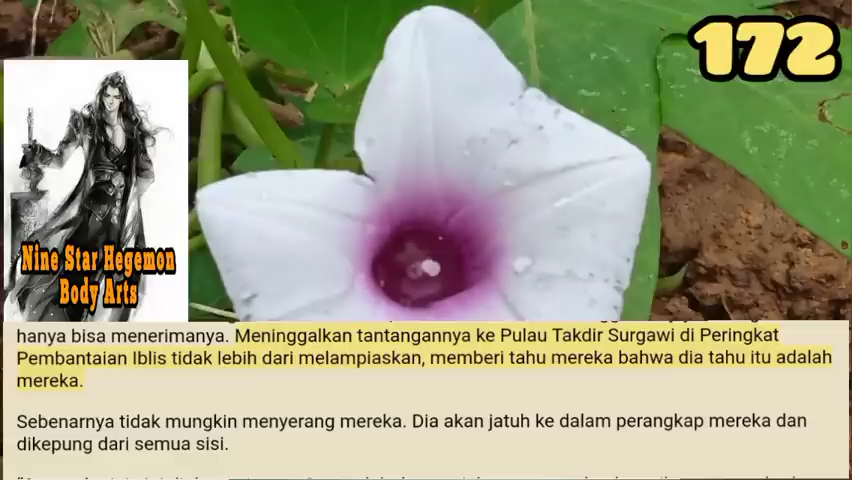 172
Nine Star Hegemon
Body Arts
hanya bisa menerimanya. Meninggalkan tantangannya ke Pulau Takdir Surgawi di Peringkat
Pembantaian Iblis tidak lebih dari melampiaskan, memberi tahu mereka bahwa dia tahu itu adalah
mereka.
Sebenarnya tidak mungkin menyerang mereka. Dia akan jatuh ke dalam perangkap mereka dan
dikepung dari semua sisi.